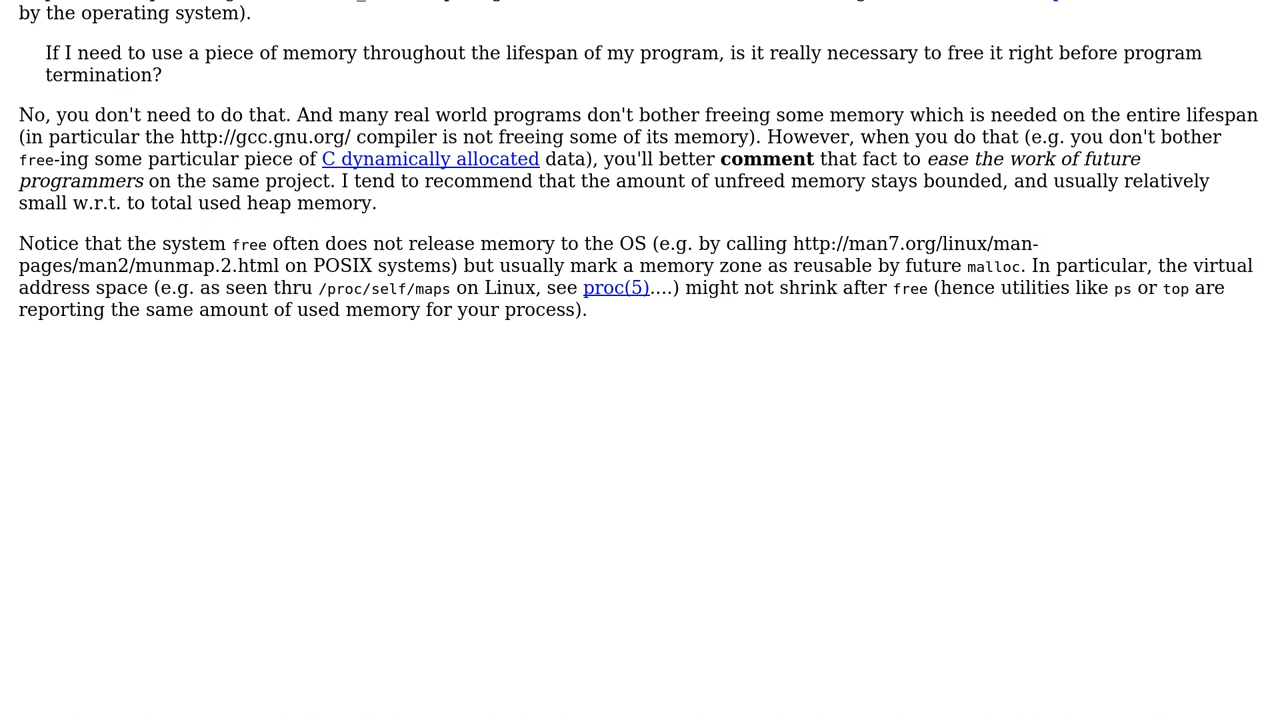 by the operating system).
If I need to use a piece of memory throughout the lifespan of my program, is it really necessary to free it right before program
termination?
No, you don't need to do that. And many real world programs don't bother freeing some memory which is needed on the entire lifespan
(in particular the http://gcc.gnu.org/ compiler is not freeing some of its memory). However, when you do that (e.g. you don't bother
free-ing some particular piece of C dynamically allocated data), you'll better comment that fact to ease the work of future
programmers on the same project. I tend to recommend that the amount of unfreed memory stays bounded, and usually relatively
small w.r.t. to total used heap memory.
Notice that the system free often does not release memory to the OS (e.g. by calling http://man7.org/linux/man-
pages/man2/munmap.2.html on POSIX systems) but usually mark a memory zone as reusable by future malloc. In particular, the virtual
address space (e.g. as seen thru /proc/self/maps on Linux, see proc(5)....) might not shrink after free (hence utilities like ps or top are
reporting the same amount of used memory for your process).